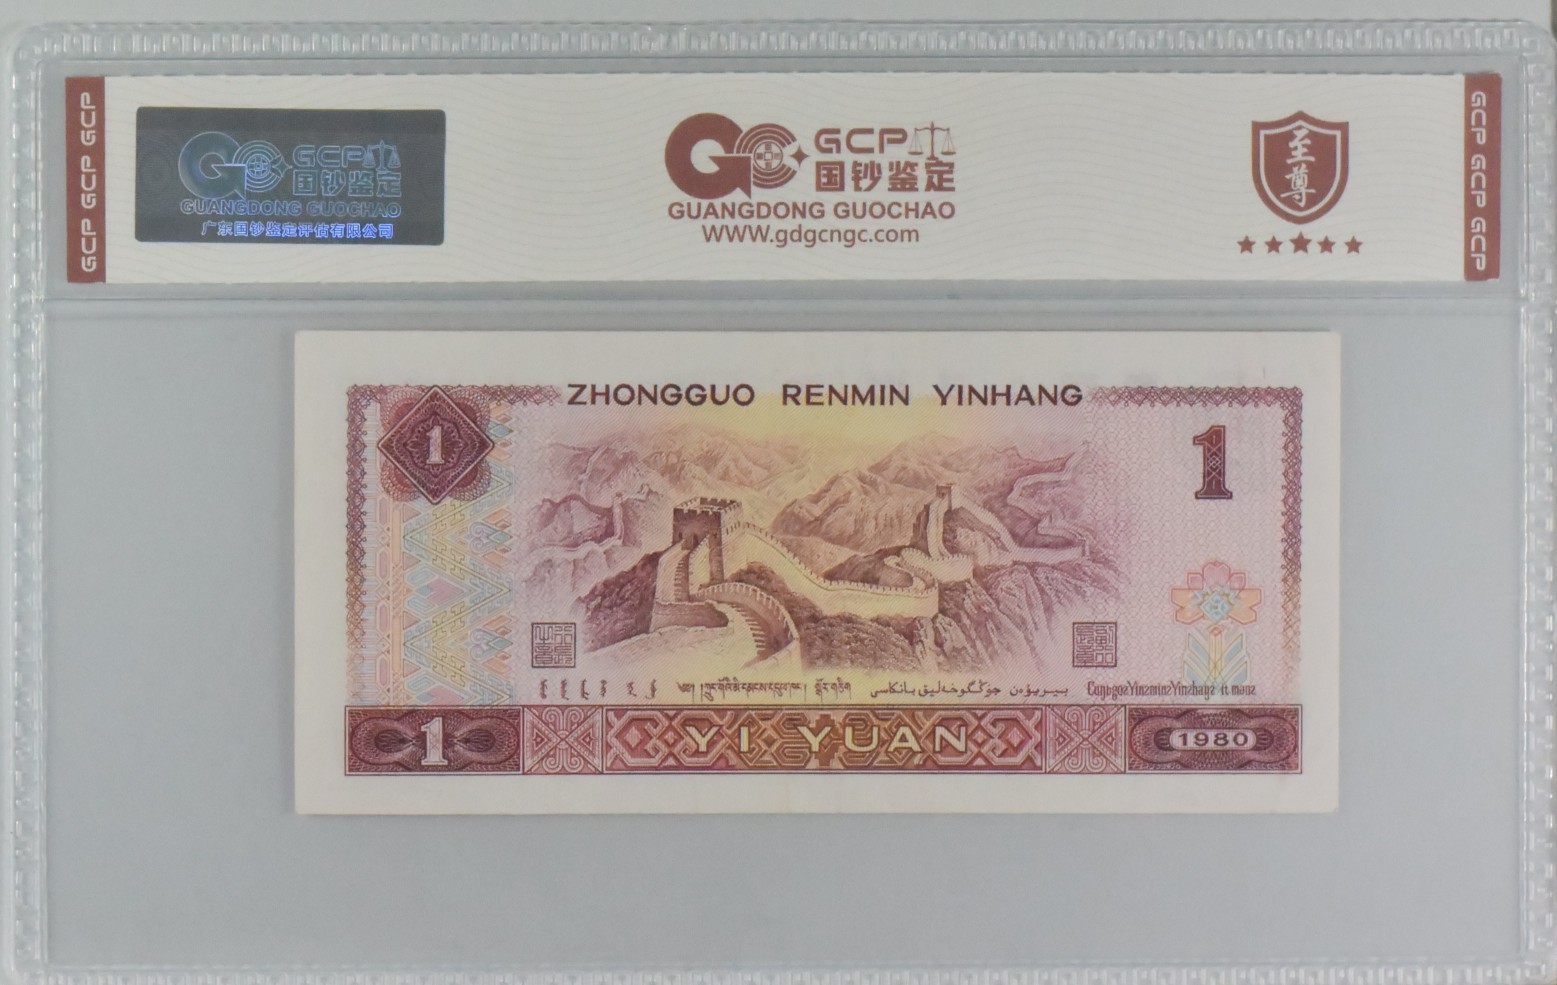 GCP GCP GCP
GCP
国钞鉴定
GUANGDONG GUOCHAO
广东国钞鉴定评估有限公司
GCP
国钞鉴定
GUANGDONG GUOCHAO
WWW.gdgcngc.com
至尊
GCP GCP GCP
ZHONGGUO RENMIN YINHANG
1
1
1
YI YUAN
1980